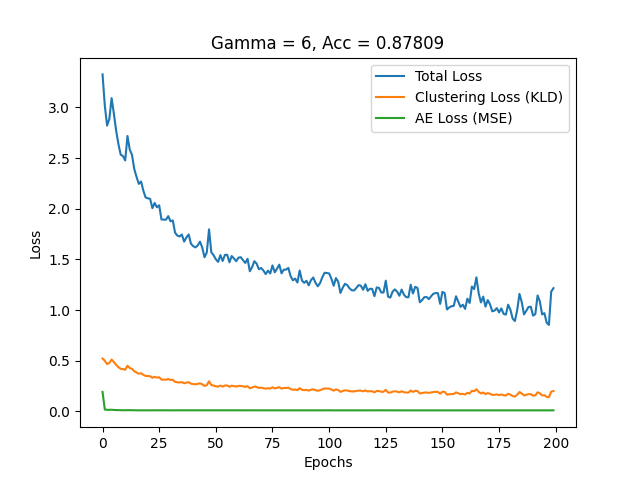 Gamma = 6, Acc = 0.87809
Total Loss
Clustering Loss (KLD)
AE Loss (MSE)
Loss
3.0
2.5
2.0
1.5
1.0
0.5
0.0
0 25 50 75 100 125 150 175 200
Epochs